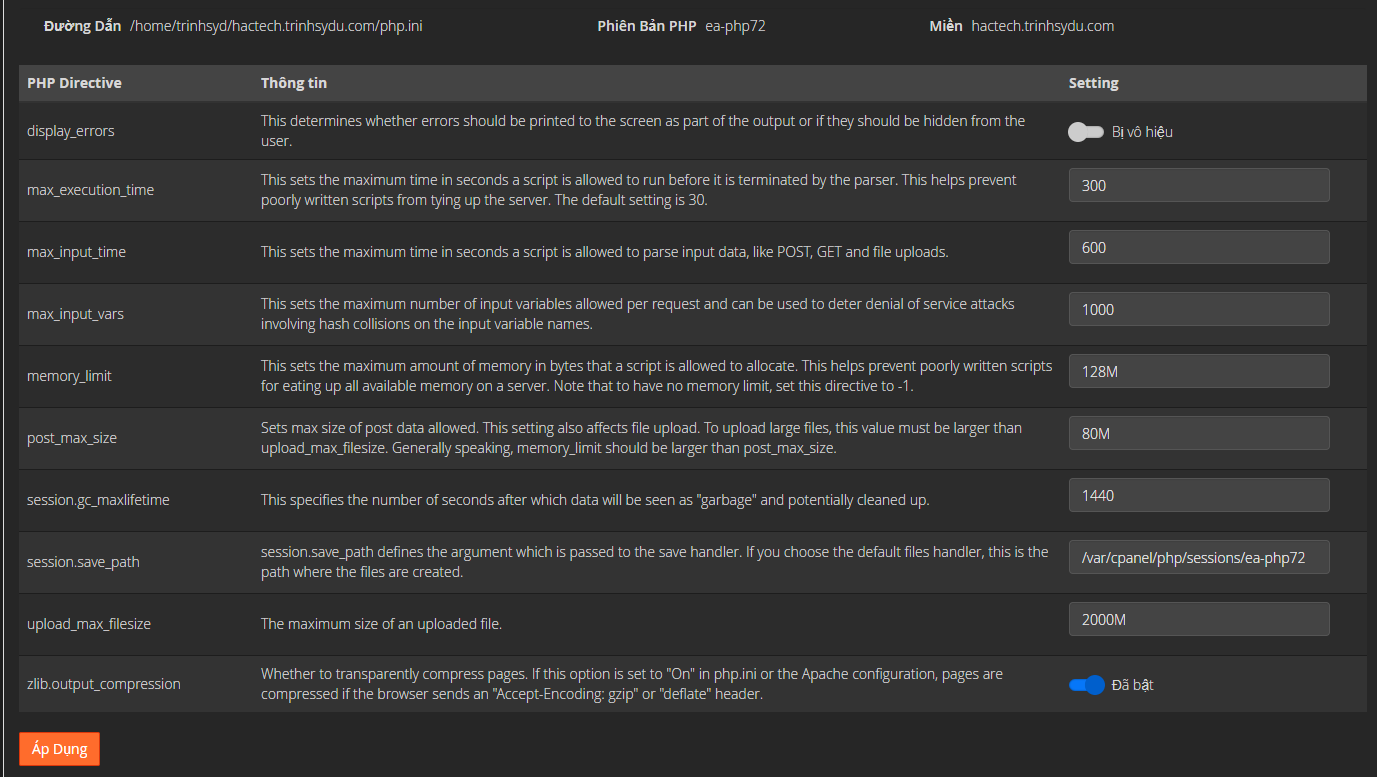 Đường Dẫn /home/trinhsyd/hactech.trinhsydu.com/php.ini Phiên Bản PHP ea-php72 Miền hactech.trinhsydu.com
PHP Directive Thông tin Setting
display_errors
This determines whether errors should be printed to the screen as part of the output or if they should be hidden from the
user.
Bị vô hiệu
max_execution_time
This sets the maximum time in seconds a script is allowed to run before it is terminated by the parser. This helps prevent
poorly written scripts from tying up the server. The default setting is 30.
300
max_input_time
This sets the maximum time in seconds a script is allowed to parse input data, like POST, GET and file uploads.
600
max_input_vars
This sets the maximum number of input variables allowed per request and can be used to deter denial of service attacks
involving hash collisions on the input variable names.
1000
memory_limit
This sets the maximum amount of memory in bytes that a script is allowed to allocate. This helps prevent poorly written scripts
for eating up all available memory on a server. Note that to have no memory limit, set this directive to -1.
128M
post_max_size
Sets max size of post data allowed. This setting also affects file upload. To upload large files, this value must be larger than
upload_max_filesize. Generally speaking, memory_limit should be larger than post_max_size.
80M
session.gc_maxlifetime
This specifies the number of seconds after which data will be seen as "garbage" and potentially cleaned up.
1440
session.save_path
session.save_path defines the argument which is passed to the save handler. If you choose the default files handler, this is the
path where the files are created.
/var/cpanel/php/sessions/ea-php72
upload_max_filesize
The maximum size of an uploaded file.
2000M
zlib.output_compression
Whether to transparently compress pages. If this option is set to "On" in php.ini or the Apache configuration, pages are
compressed if the browser sends an "Accept-Encoding: gzip" or "deflate" header.
Đã bật
Áp Dụng